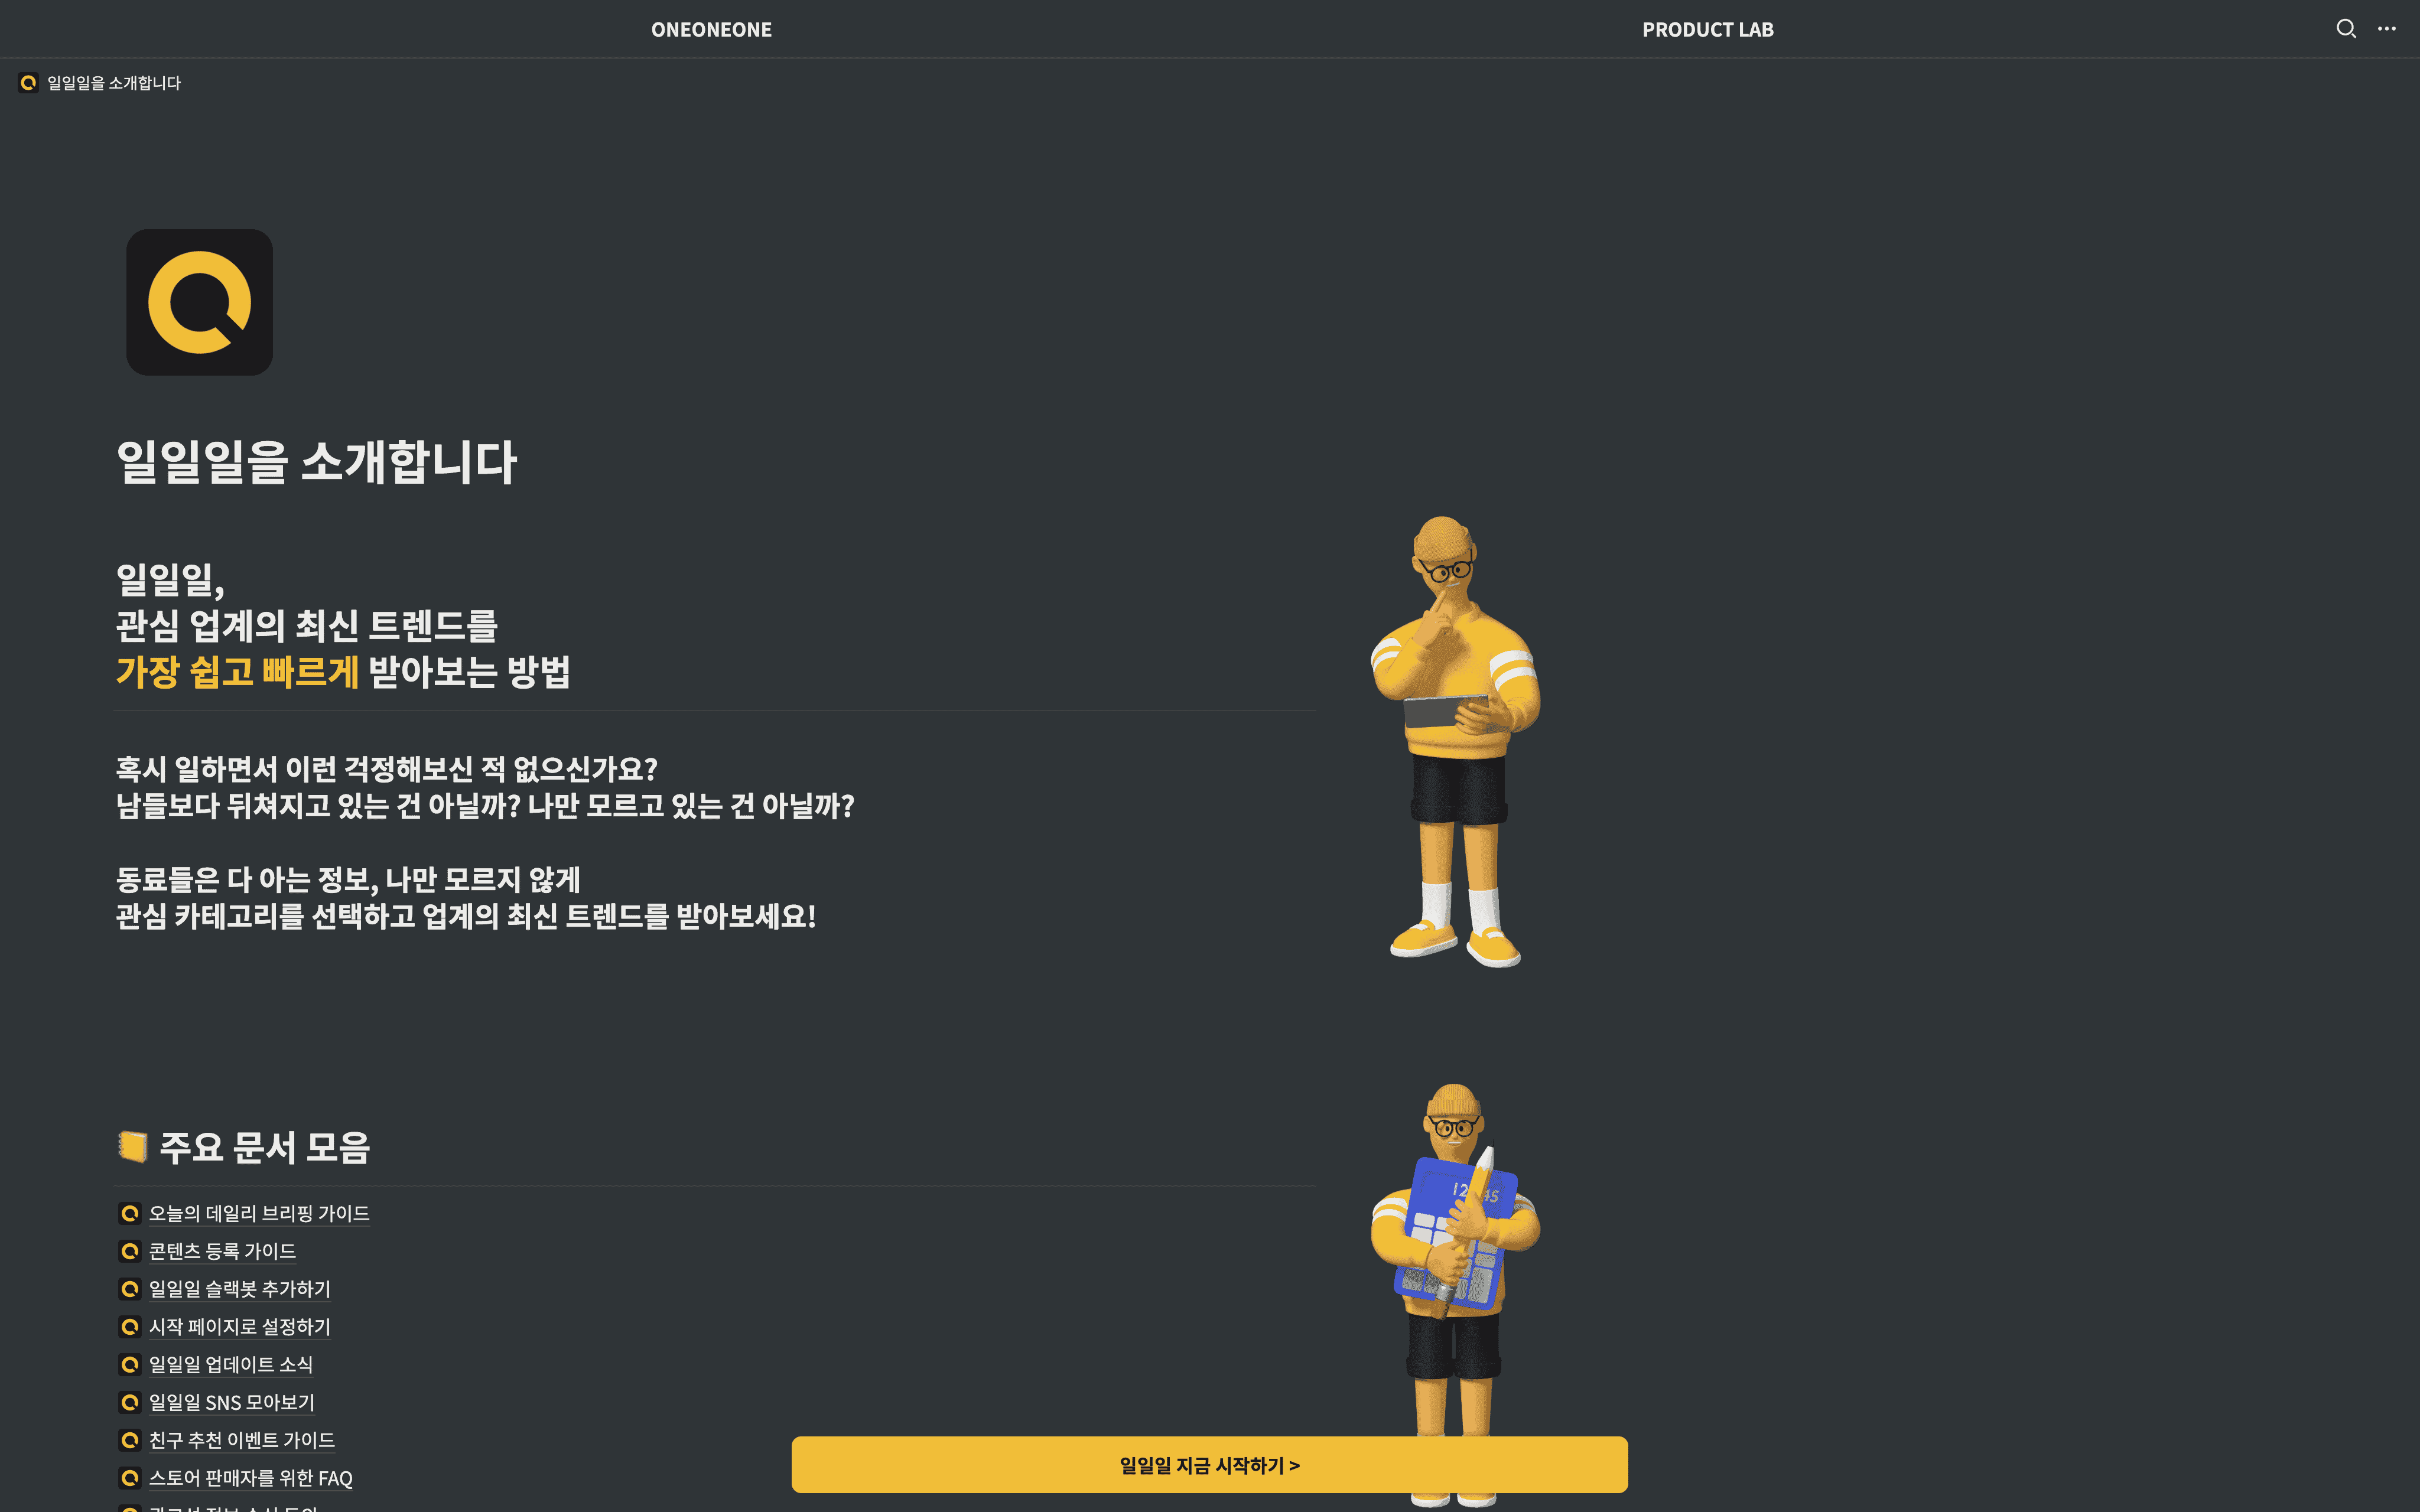 ONEONEONE
PRODUCT LAB
일일일을 소개합니다
일일일을 소개합니다
일일일,
관심 업계의 최신 트렌드를
가장 쉽고 빠르게 받아보는 방법
혹시 일하면서 이런 걱정해보신 적 없으신가요?
남들보다 뒤쳐지고 있는 건 아닐까? 나만 모르고 있는 건 아닐까?
동료들은 다 아는 정보, 나만 모르지 않게
관심 카테고리를 선택하고 업계의 최신 트렌드를 받아보세요!
주요 문서 모음
오늘의 데일리 브리핑 가이드
콘텐츠 등록 가이드
일일일 슬랙봇 추가하기
시작 페이지로 설정하기
일일일 업데이트 소식
일일일 SNS 모아보기
친구 추천 이벤트 가이드
스토어 판매자를 위한 FAQ
일일일 지금 시작하기 >